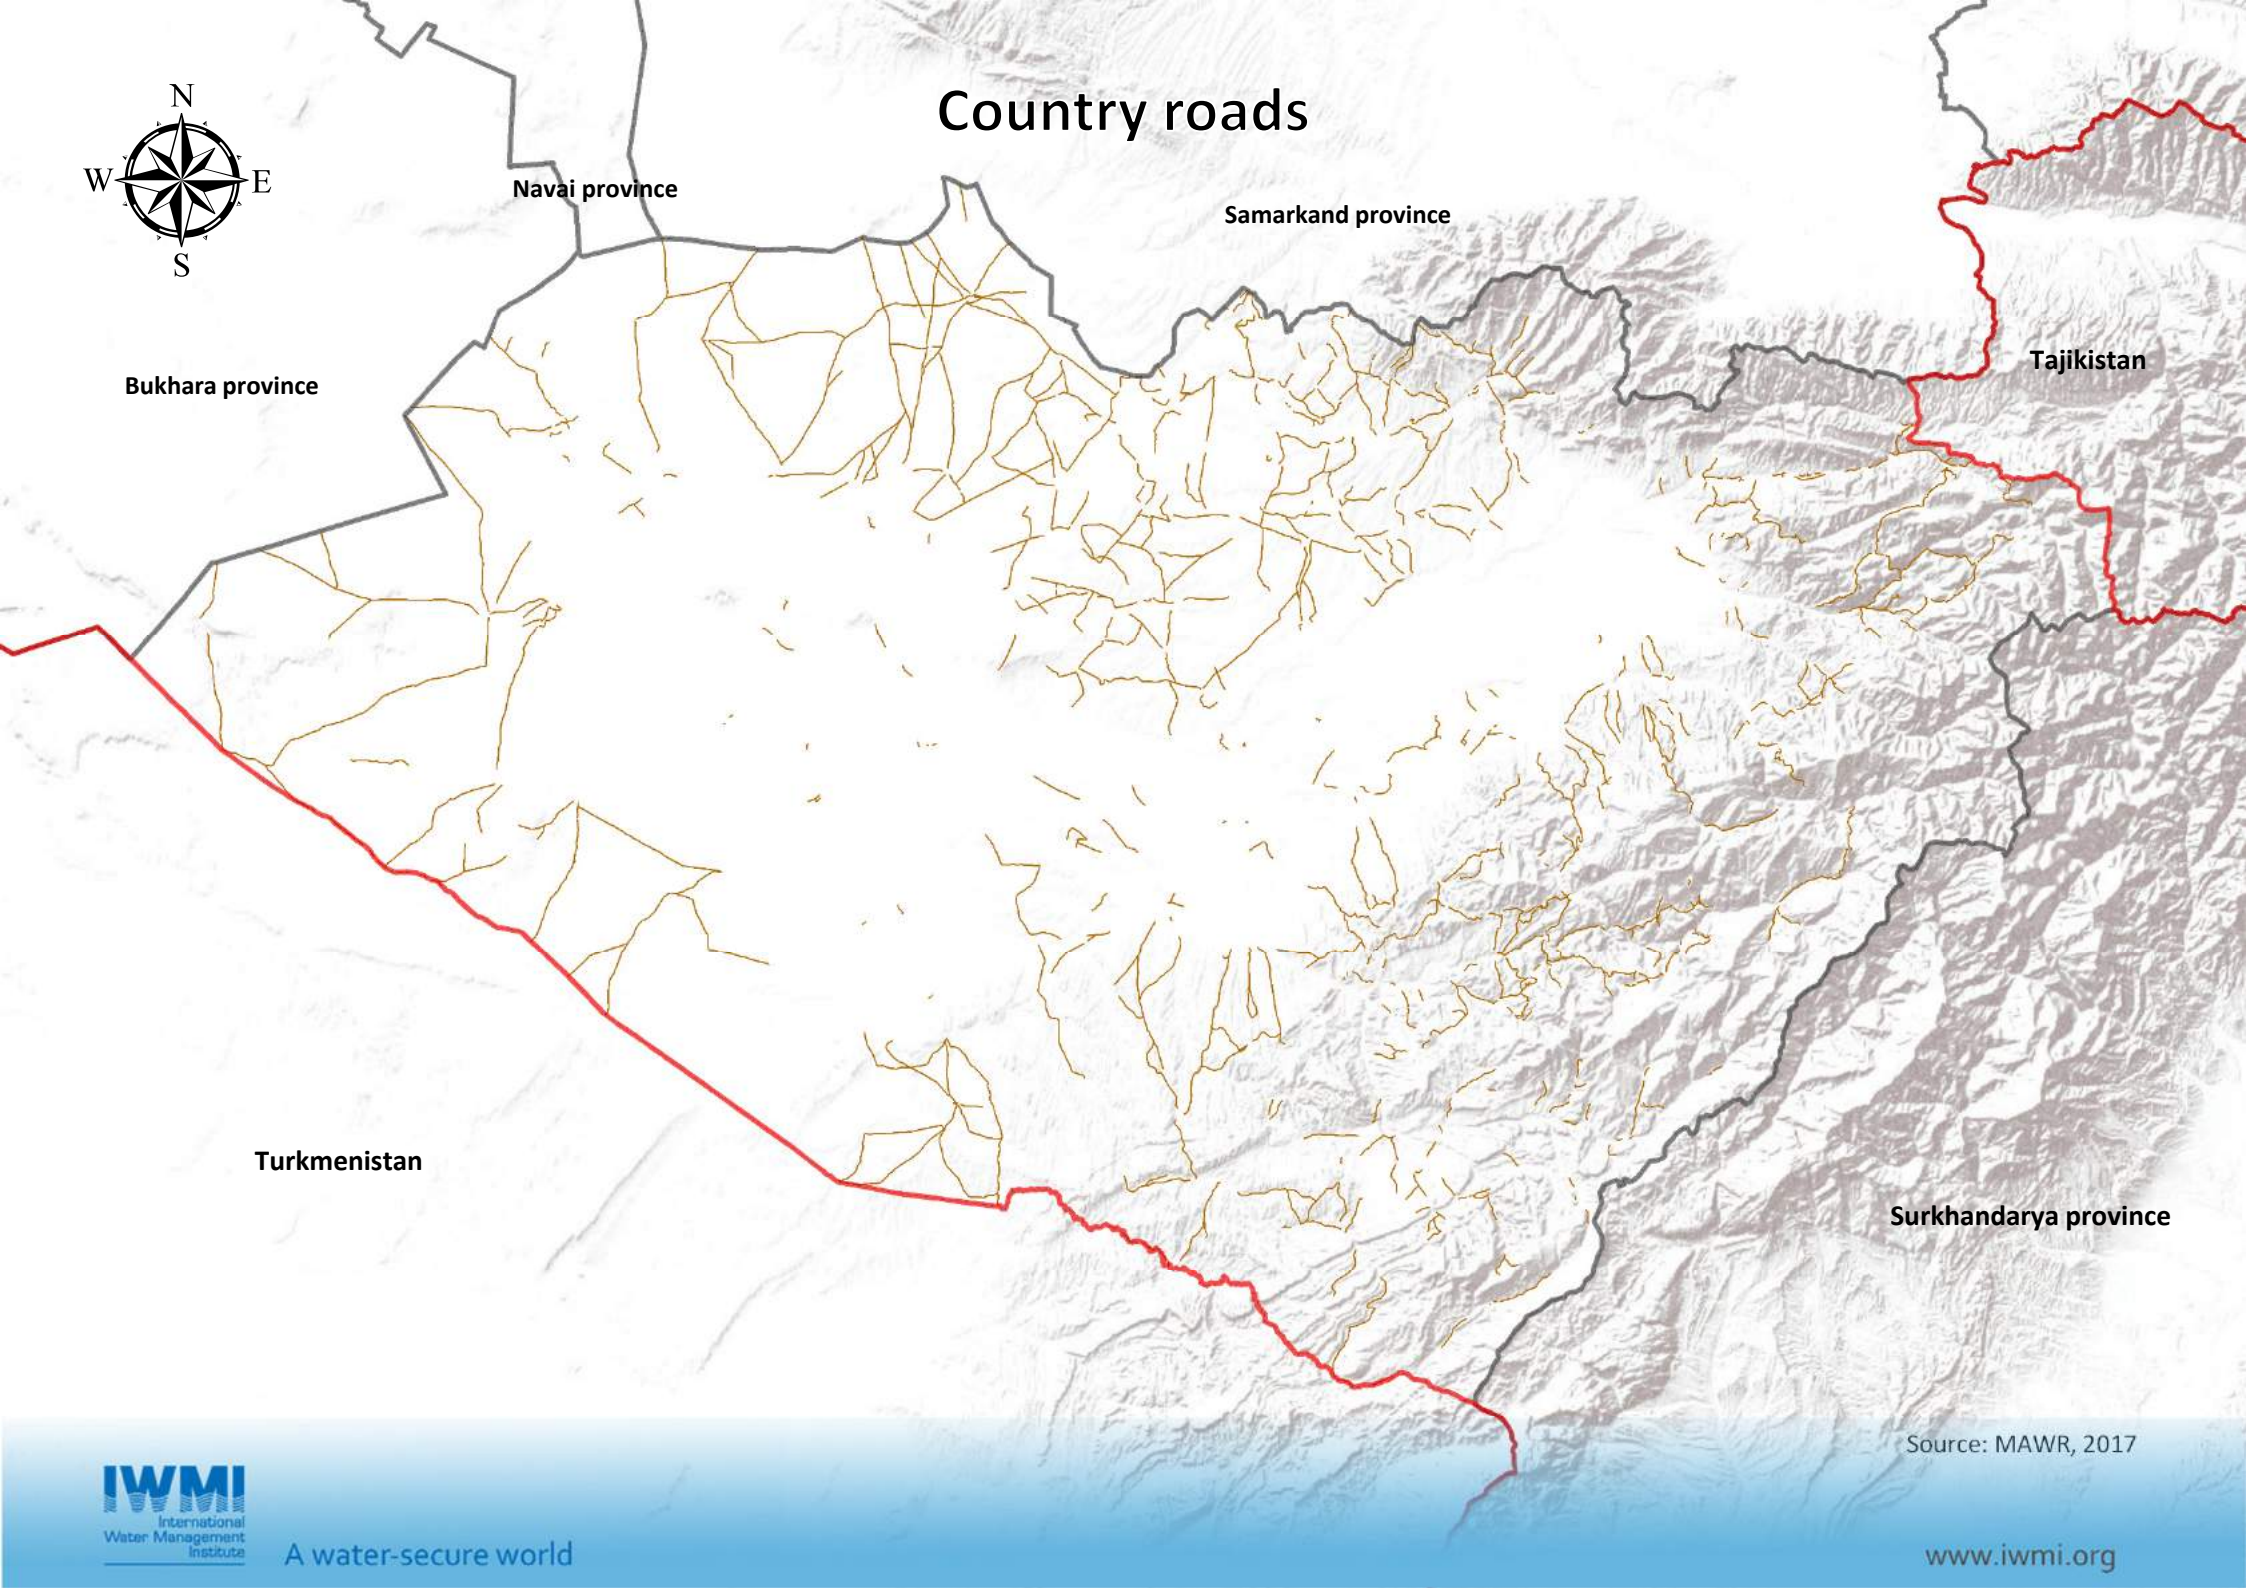 Country roads
N
W
E
S
Navai province
Samarkand province
Bukhara province
Tajikistan
Turkmenistan
Surkhandarya province
Source: MAWR, 2017
IWMI
International
Water Management
Institute
A water-secure world
www.iwmi.org